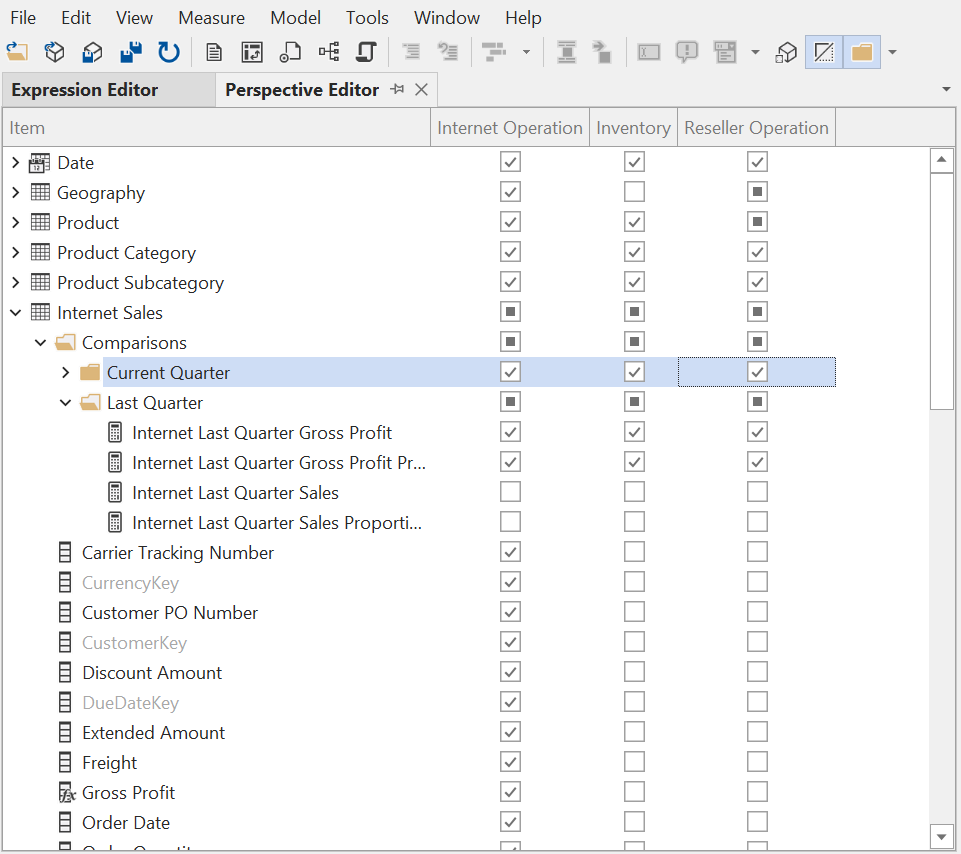 File Edit View Measure Model Tools Window Help
Expression Editor Perspective Editor
Item Internet Operation Inventory Reseller Operation
Date
Geography
Product
Product Category
Product Subcategory
Internet Sales
Comparisons
Current Quarter
Last Quarter
Internet Last Quarter Gross Profit
Internet Last Quarter Gross Profit Pr...
Internet Last Quarter Sales
Internet Last Quarter Sales Proporti...
Carrier Tracking Number
CurrencyKey
Customer PO Number
CustomerKey
Discount Amount
DueDateKey
Extended Amount
Freight
Gross Profit
Order Date